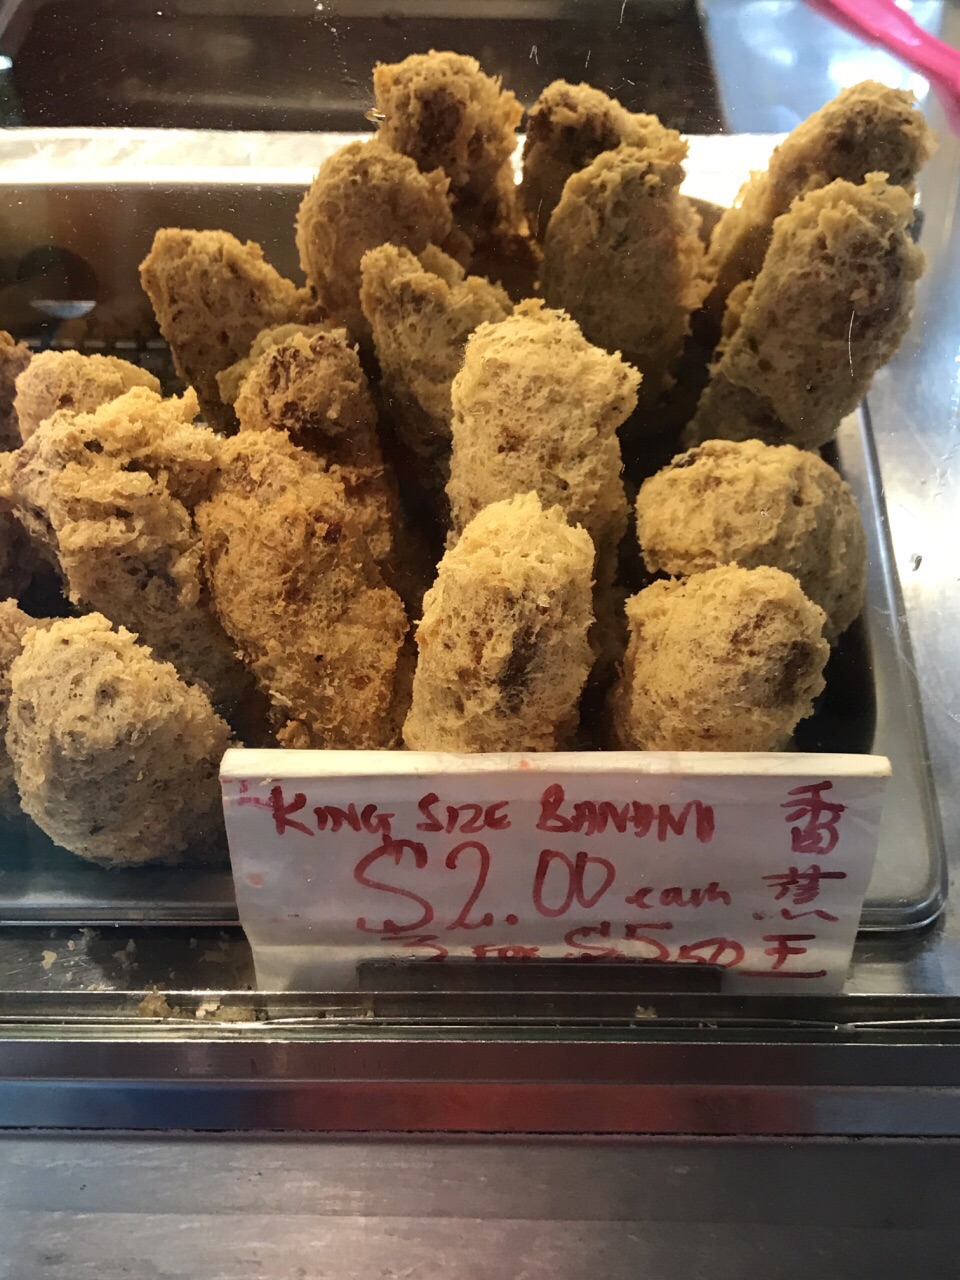 KING SIZE BANANA
$2.00 each
3 FOR $5.50
香
蕉
王